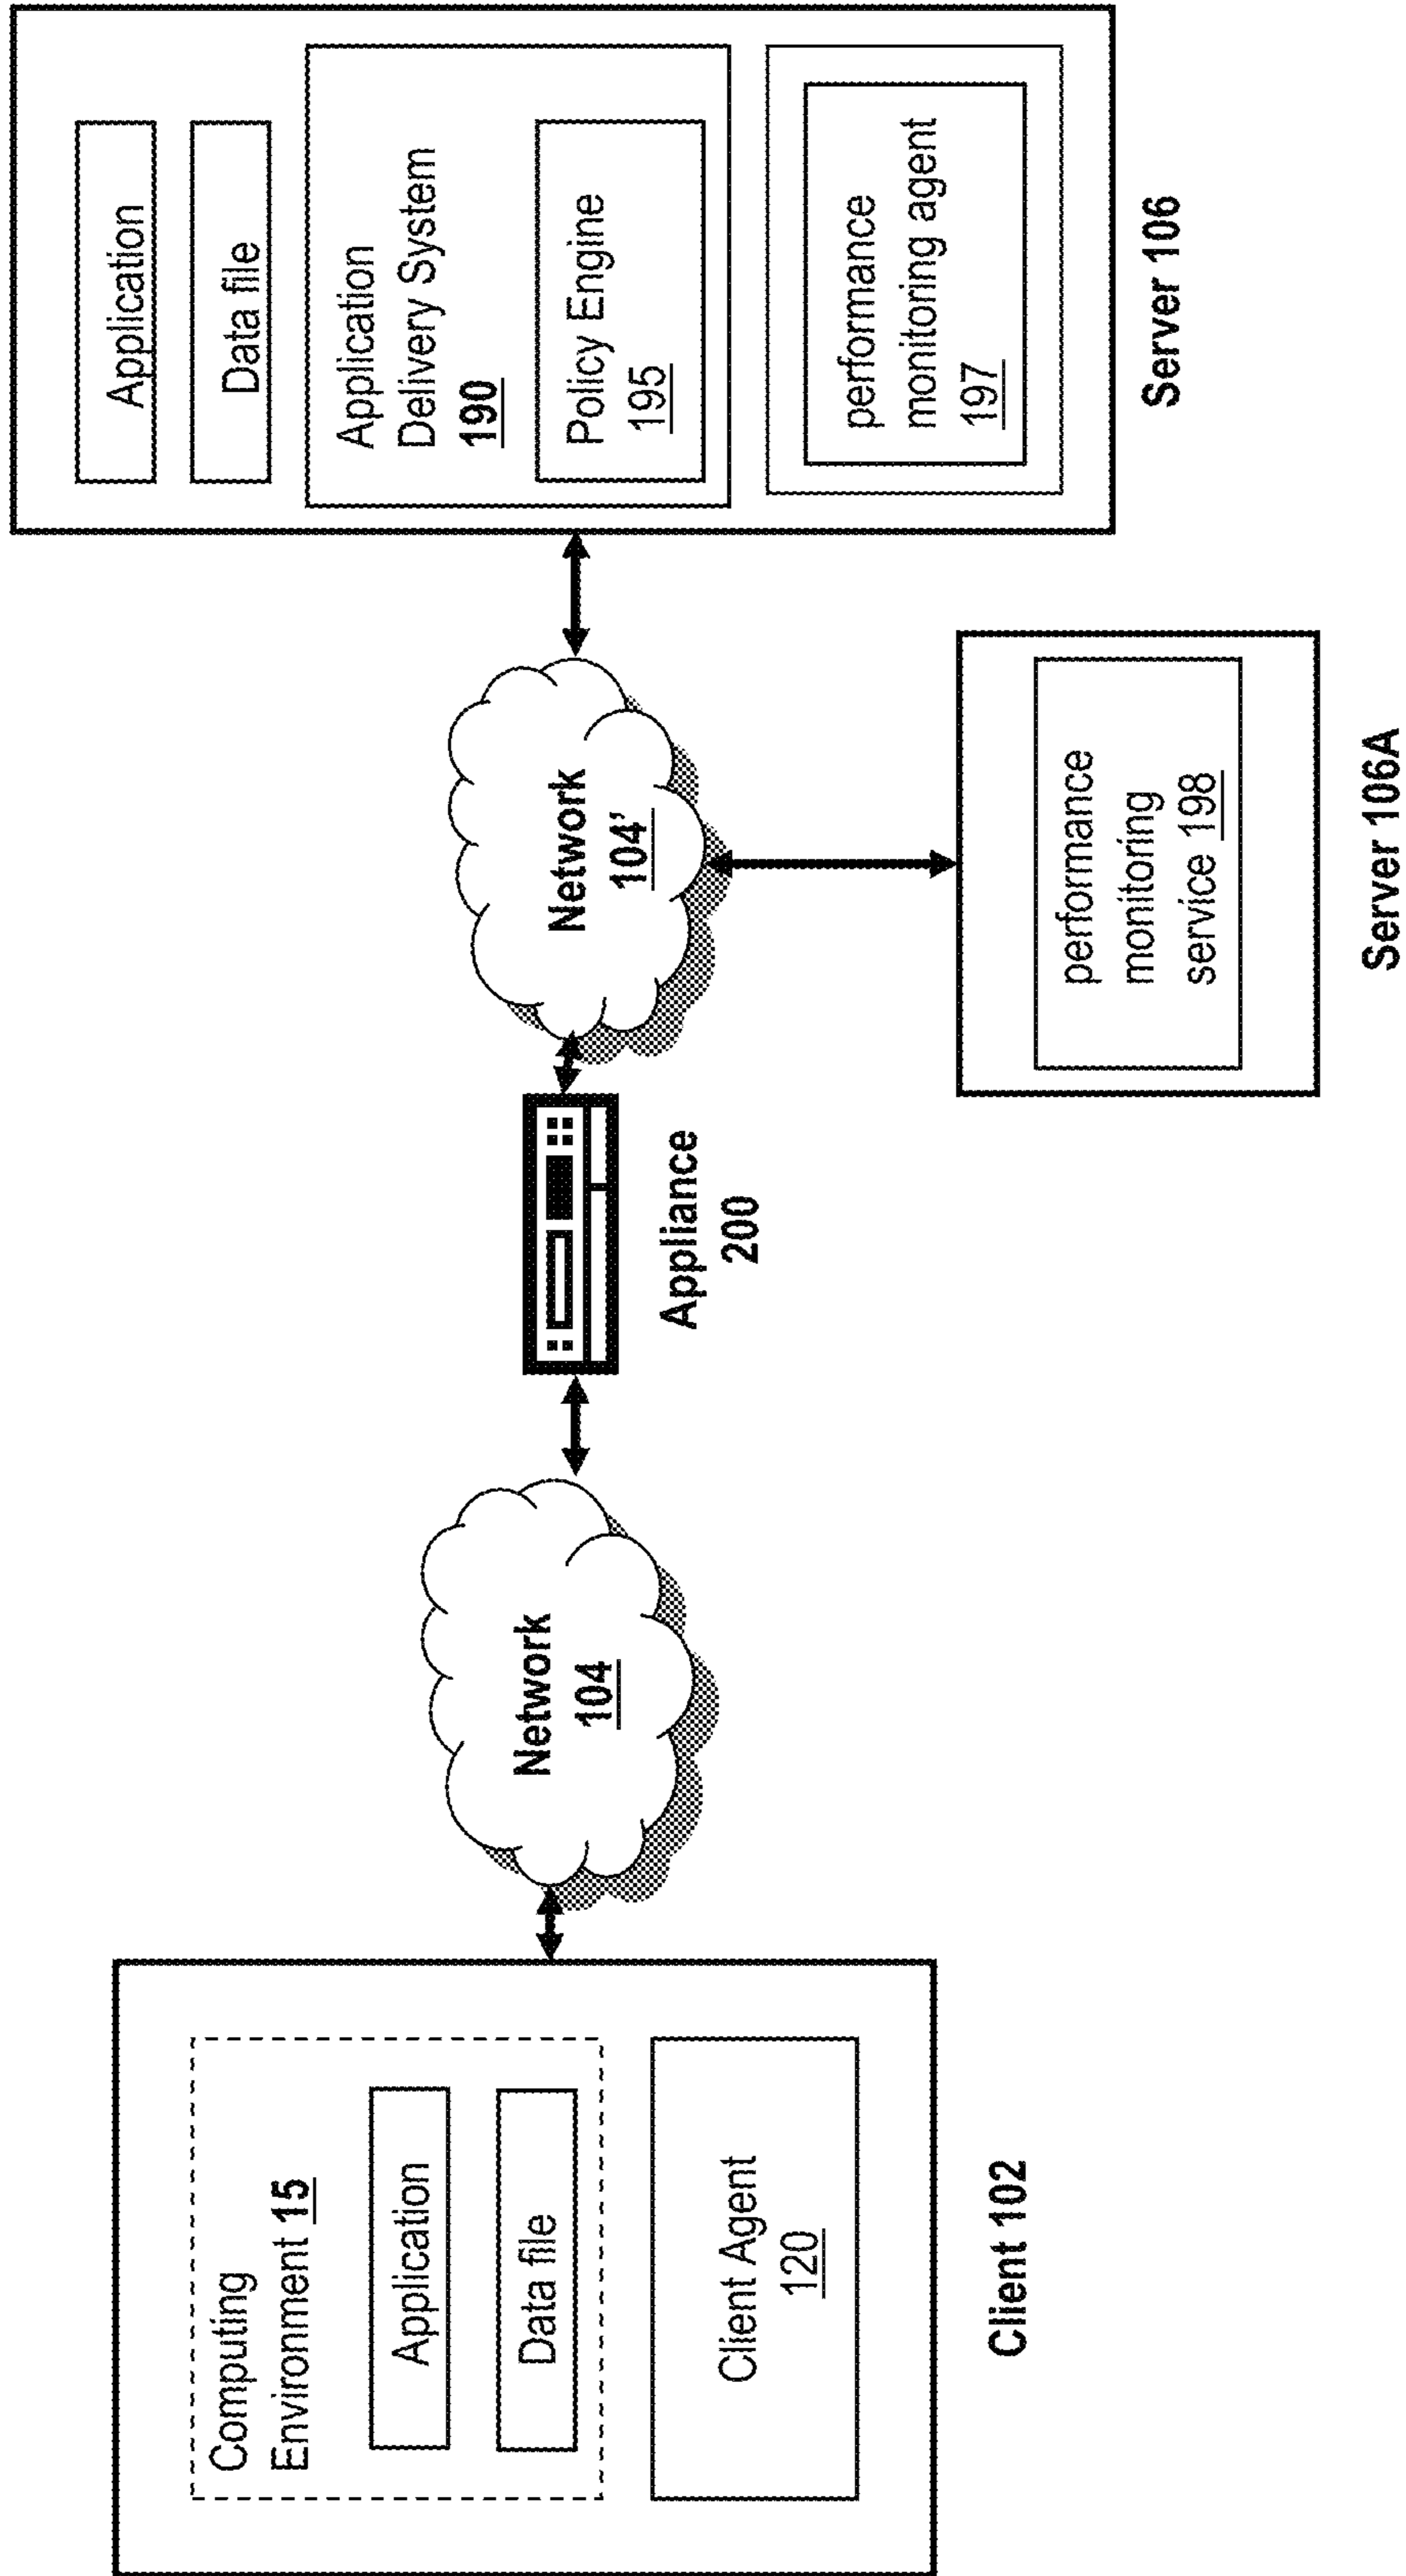 Computing
Environment 15
Application
Data file
Client Agent
120
Client 102
Network
104
Appliance
200
Network
104’
Application
Data file
Application
Delivery System
190
Policy Engine
195
performance
monitoring agent
197
Server 106
performance
monitoring
service 198
Server 106A